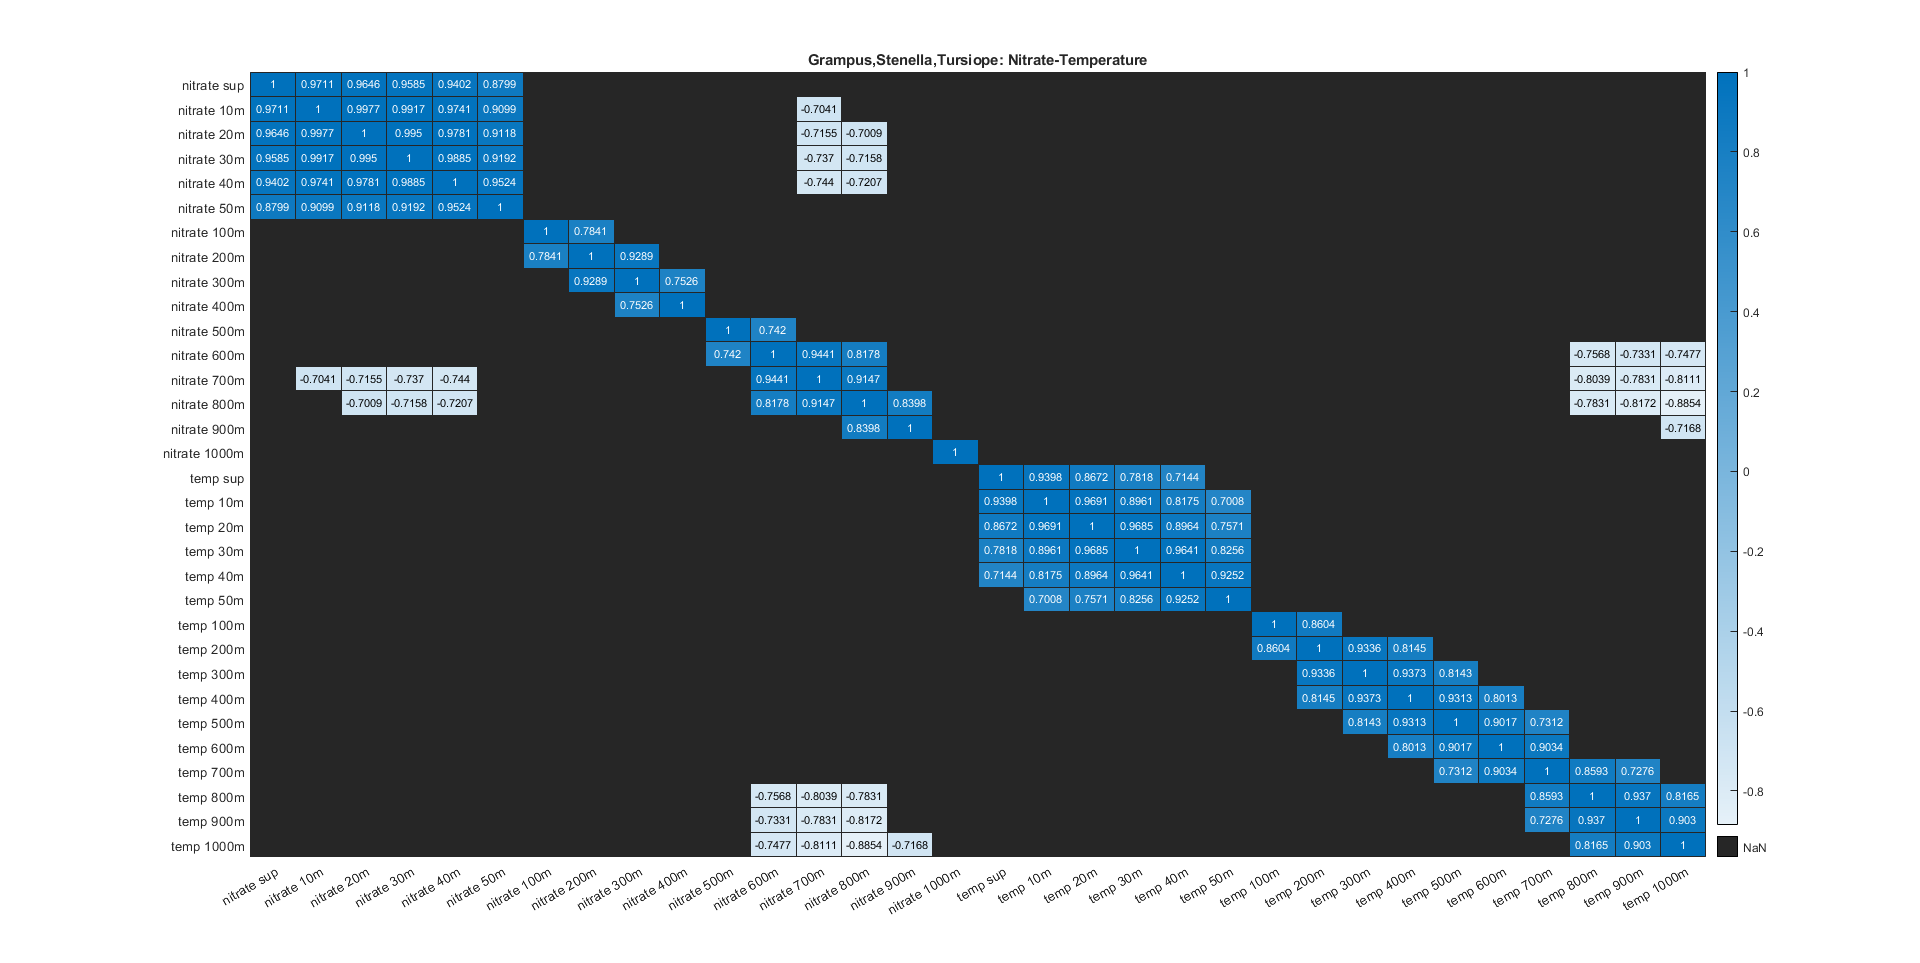 Grampus,Stenella,Tursiope: Nitrate-Temperature
nitrate sup 1 0.9711 0.9646 0.9585 0.9402 0.8799
nitrate 10m 0.9711 1 0.9977 0.9917 0.9741 0.9099 -0.7041
nitrate 20m 0.9646 0.9977 1 0.995 0.9781 0.9118 -0.7155 -0.7009
nitrate 30m 0.9585 0.9917 0.995 1 0.9885 0.9192 -0.737 -0.7158
nitrate 40m 0.9402 0.9741 0.9781 0.9885 1 0.9524 -0.744 -0.7207
nitrate 50m 0.8799 0.9099 0.9118 0.9192 0.9524 1
nitrate 100m 1 0.7841
nitrate 200m 0.7841 1 0.9289
nitrate 300m 0.9289 1 0.7526
nitrate 400m 0.7526 1
nitrate 500m 1 0.742
nitrate 600m 0.742 1 0.9441 0.8178 -0.7568 -0.7331 -0.7477
nitrate 700m -0.7041 -0.7155 -0.737 -0.744 0.9441 1 0.9147 -0.8039 -0.7831 -0.8111
nitrate 800m -0.7009 -0.7158 -0.7207 0.8178 0.9147 1 0.8398 -0.7831 -0.8172 -0.8854
nitrate 900m 0.8398 1 -0.7168
nitrate 1000m 1
temp sup 1 0.9398 0.8672 0.7818 0.7144
temp 10m 0.9398 1 0.9691 0.8961 0.8175 0.7008
temp 20m 0.8672 0.9691 1 0.9685 0.8964 0.7571
temp 30m 0.7818 0.8961 0.9685 1 0.9641 0.8256
temp 40m 0.7144 0.8175 0.8964 0.9641 1 0.9252
temp 50m 0.7008 0.7571 0.8256 0.9252 1
temp 100m 1 0.8604
temp 200m 0.8604 1 0.9336 0.8145
temp 300m 0.9336 1 0.9373 0.8143
temp 400m 0.8145 0.9373 1 0.9313 0.8013
temp 500m 0.8143 0.9313 1 0.9017 0.7312
temp 600m 0.8013 0.9017 1 0.9034
temp 700m 0.7312 0.9034 1 0.8593 0.7276
temp 800m -0.7568 -0.8039 -0.7831 0.8593 1 0.937 0.8165
temp 900m -0.7331 -0.7831 -0.8172 0.7276 0.937 1 0.903
temp 1000m -0.7477 -0.8111 -0.8854 -0.7168 0.8165 0.903 1
nitrate sup nitrate 10m nitrate 20m nitrate 30m nitrate 40m nitrate 50m nitrate 100m nitrate 200m nitrate 300m nitrate 400m nitrate 500m nitrate 600m nitrate 700m nitrate 800m nitrate 900m nitrate 1000m temp sup temp 10m temp 20m temp 30m temp 40m temp 50m temp 100m temp 200m temp 300m temp 400m temp 500m temp 600m temp 700m temp 800m temp 900m temp 1000m
1
0.8
0.6
0.4
0.2
0
-0.2
-0.4
-0.6
-0.8
NaN